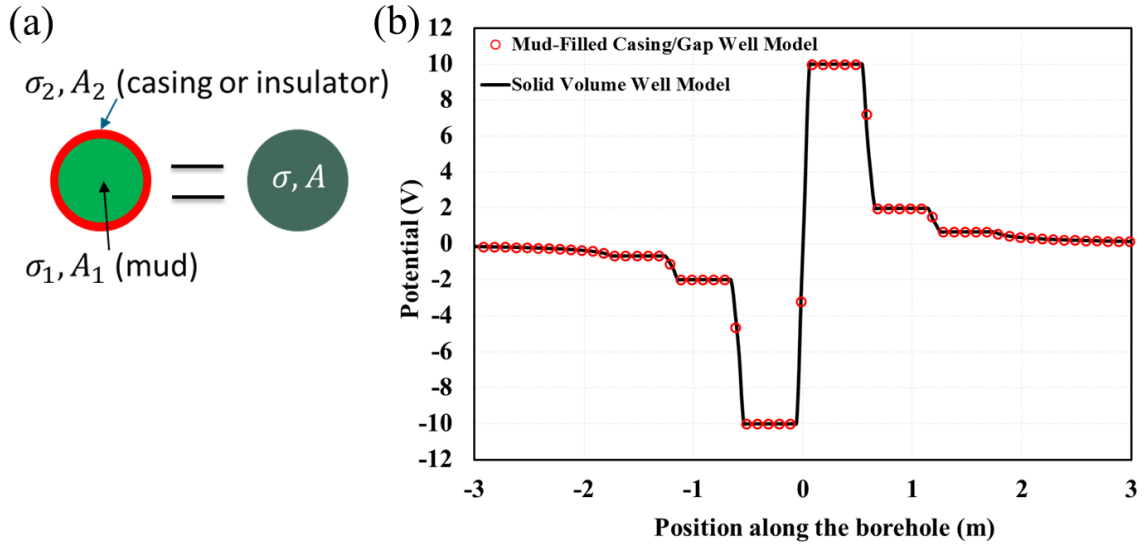 (a)
σ₂, A₂ (casing or insulator)
σ, A
σ₁, A₁ (mud)
(b)
Mud-Filled Casing/Gap Well Model
Solid Volume Well Model
Potential (V)
12
10
8
6
4
2
0
-2
-4
-6
-8
-10
-12
-3
-2
-1
0
1
2
3
Position along the borehole (m)